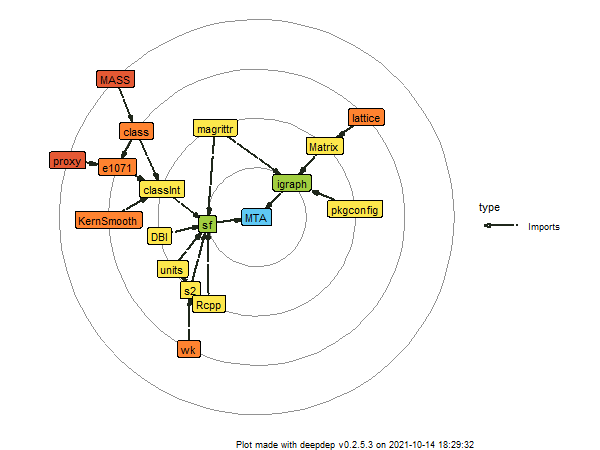 MASS
magrittr
lattice
class
Matrix
proxy
e1071
classInt
igraph
KernSmooth
pkgconfig
sf
MTA
DBI
type
Imports
units
s2
Rcpp
wk
Plot made with deepdep v0.2.5.3 on 2021-10-14 18:29:32